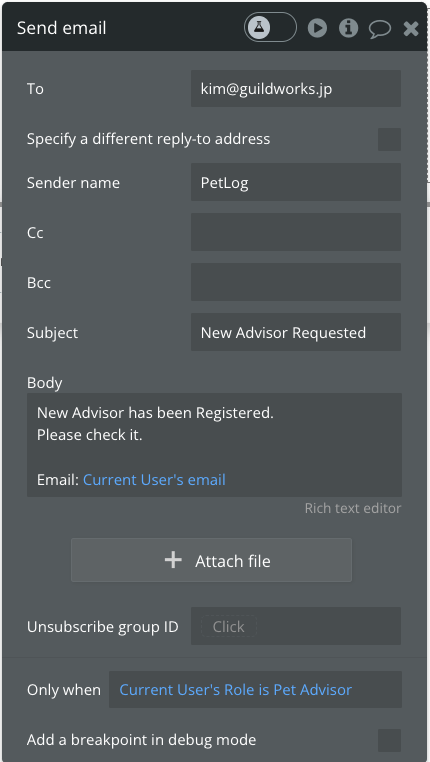 Send email
To
kim@guildworks.jp
Specify a different reply-to address
Sender name
PetLog
Cc
Bcc
Subject
New Advisor Requested
Body
New Advisor has been Registered.
Please check it.
Email: Current User's email
Rich text editor
Attach file
Unsubscribe group ID
Click
Only when
Current User's Role is Pet Advisor
Add a breakpoint in debug mode